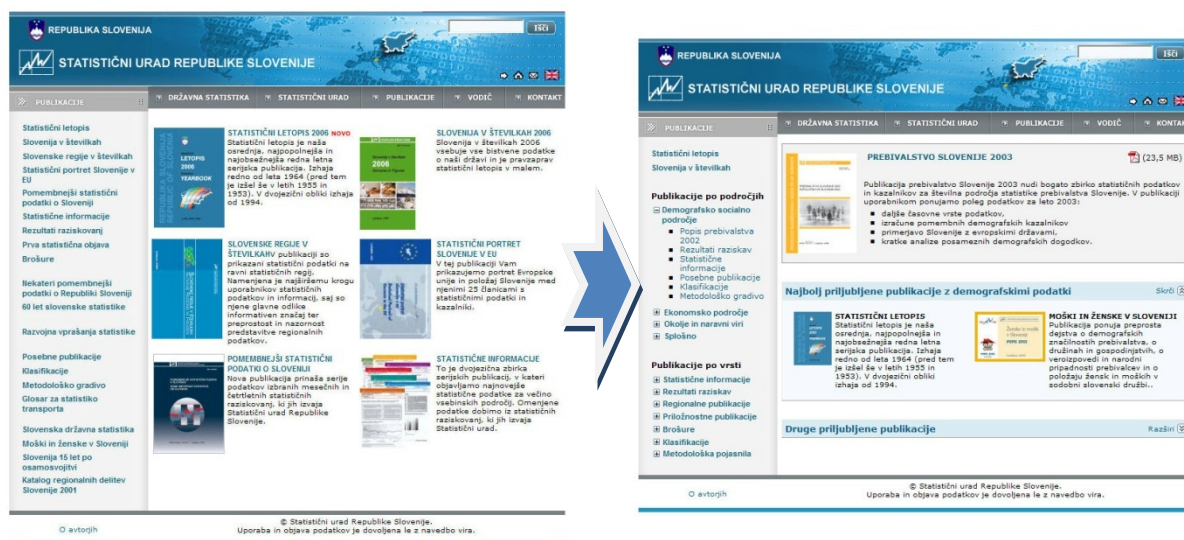 REPUBLIKA SLOVENIJA
Išči
STATISTIČNI URAD REPUBLIKE SLOVENIJE
PUBLIKACIJE
DRŽAVNA STATISTIKA
STATISTIČNI URAD
PUBLIKACIJE
VODIČ
KONTAKT
Statistični letopis
Slovenija v številkah
Slovenske regije v številkah
Statistični portret Slovenije v
EU
Pomembnejši statistični
podatki o Sloveniji
Statistične informacije
Rezultati raziskovanj
Prva statistična objava
Brošure
Nekateri pomembnejši
podatki o Republiki Sloveniji
60 let slovenske statistike
Razvojna vprašanja statistike
Posebne publikacije
Klasifikacije
Metodološko gradivo
Glosar za statistiko
transporta
Slovenska državna statistika
Moški in ženske v Sloveniji
Slovenija 15 let po
osamosvojitvi
Katalog regionalnih delitev
Slovenije 2001
LETOPIS
2006
YEARBOOK
STATISTIČNI LETOPIS 2006 NOVO
Statistični letopis je naša
osrednja, najpopolnejša in
najobsežnejša redna letna
serijska publikacija. Izhaja
redno od leta 1964 (pred tem
je izšel še v letih 1955 in
1953). V dvojezični obliki izhaja
od 1994.
2006
SLOVENIJA V ŠTEVILKAH 2006
Slovenija v številkah 2006
vsebuje vse bistvene podatke
o naši državi in je pravzaprav
statistični letopis v malem.
SLOVENSKE REGIJE V
ŠTEVILKAHV publikaciji so
prikazani statistični podatki na
ravni statističnih regij.
Namenjena je najširšemu krogu
uporabnikov statističnih
podatkov in informacij, saj so
njene glavne odlike
informativen značaj ter
preprostost in nazornost
predstavitve regionalnih
podatkov.
STATISTIČNI PORTRET
SLOVENIJE V EU
V tej publikaciji Vam
prikazujemo portret Evropske
unije in položaj Slovenije med
njenimi 25 članicami s
statističnimi podatki in
kazalniki.
POMEMBNEJŠI STATISTIČNI
PODATKI O SLOVENIJI
Nova publikacija prinaša serije
podatkov izbranih mesečnih in
četrtletnih statističnih
raziskovanj, ki jih izvaja
Statistični urad Republike
Slovenije.
STATISTIČNE INFORMACIJE
To je dvojezična zbirka
serijskih publikacij, v kateri
objavljamo najnovejše
statistične podatke za večino
vsebinskih področij. Omenjene
podatke dobimo iz statističnih
raziskovanj, ki jih izvaja
Statistični urad.
O avtorjih
© Statistični urad Republike Slovenije.
Uporaba in objava podatkov je dovoljena le z navedbo vira.
REPUBLIKA SLOVENIJA
Išči
STATISTIČNI URAD REPUBLIKE SLOVENIJE
PUBLIKACIJE
DRŽAVNA STATISTIKA
STATISTIČNI URAD
PUBLIKACIJE
VODIČ
KONTAK
Statistični letopis
Slovenija v številkah
Publikacije po področjih
Demografsko socialno
področje
Popis prebivalstva
2002
Rezultati raziskav
Statistične
informacije
Posebne publikacije
Klasifikacije
Metodološko gradivo
Ekonomsko področje
Okolje in naravni viri
Splošno
Publikacije po vrsti
Statistične informacije
Rezultati raziskav
Regionalne publikacije
Priložnostne publikacije
Brošure
Klasifikacije
Metodološka pojasnila
PREBIVALSTVO SLOVENIJE 2003
(23,5 MB)
Publikacija prebivalstvo Slovenije 2003 nudi bogato zbirko statističnih podatkov
in kazalnikov za številna področja statistike prebivalstva Slovenije. V publikaciji
uporabnikom ponujamo poleg podatkov za leto 2003:
daljše časovne vrste podatkov,
izračune pomembnih demografskih kazalnikov
primerjavo Slovenije z evropskimi državami,
kratke analize posameznih demografskih dogodkov.
Najbolj priljubljene publikacije z demografskimi podatki
Skrči
STATISTIČNI LETOPIS
Statistični letopis je naša
osrednja, najpopolnejša in
najobsežnejša redna letna
serijska publikacija. Izhaja
redno od leta 1964 (pred tem
je izšel še v letih 1955 in
1953). V dvojezični obliki
izhaja od 1994.
MOŠKI IN ŽENSKE V SLOVENIJI
Publikacija ponuja preprosta
dejstva o demografskih
značilnostih prebivalstva, o
družinah in gospodinjstvih, o
veroizpovedi in narodni
pripadnosti prebivalcev in o
položaju žensk in moških v
sodobni slovenski družbi..
Druge priljubljene publikacije
Razširi
O avtorjih
© Statistični urad Republike Slovenije.
Uporaba in objava podatkov je dovoljena le z navedbo vira.